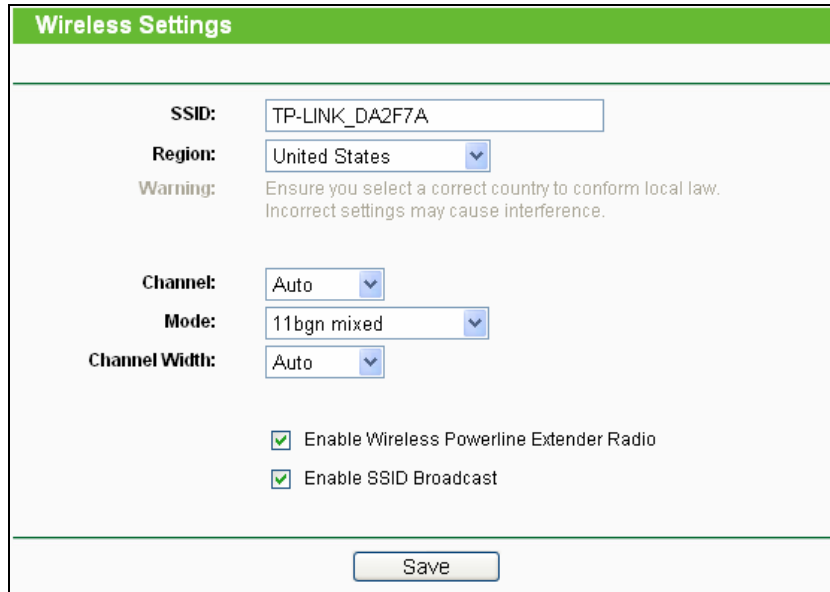 Wireless Settings
SSID: TP-LINK_DA2F7A
Region: United States
Warning: Ensure you select a correct country to conform local law.
Incorrect settings may cause interference.
Channel: Auto
Mode: 11bgn mixed
Channel Width: Auto
Enable Wireless Powerline Extender Radio
Enable SSID Broadcast
Save